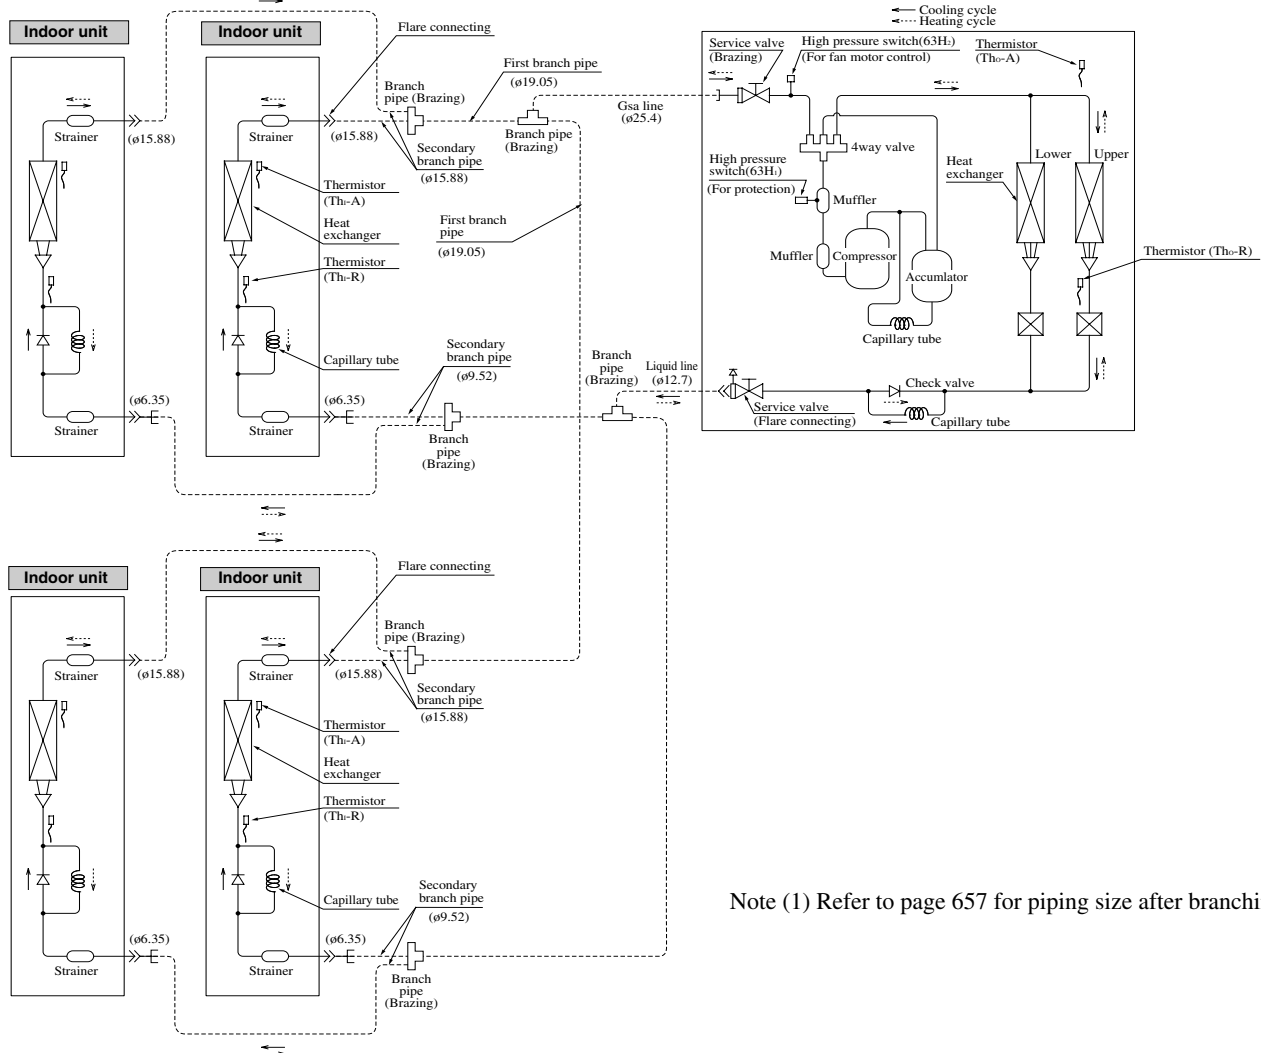 Cooling cycle
Heating cycle
Indoor unit
Indoor unit
Flare connecting
Service valve
(Brazing)
High pressure switch(63H2)
(For fan motor control)
Thermistor
(Tho-A)
First branch pipe
(ø19.05)
Branch
pipe (Brazing)
Gsa line
(ø25.4)
Strainer
(ø15.88)
Strainer
(ø15.88)
Secondary
branch pipe
(ø15.88)
Branch pipe
(Brazing)
4way valve
High pressure
switch(63H1)
(For protection)
Heat
exchanger
Lower
Upper
Thermistor
(ThI-A)
Muffler
Heat
exchanger
First branch
pipe
(ø19.05)
Muffler
Compressor
Accumlator
Thermistor (Tho-R)
Thermistor
(ThI-R)
Capillary tube
Capillary tube
Secondary
branch pipe
(ø9.52)
Branch
pipe
(Brazing)
Liquid line
(ø12.7)
Check valve
(ø6.35)
(ø6.35)
Service valve
(Flare connecting)
Capillary tube
Strainer
Strainer
Branch
pipe
(Brazing)
Indoor unit
Indoor unit
Flare connecting
Branch
pipe (Brazing)
Strainer
(ø15.88)
Strainer
(ø15.88)
Secondary
branch pipe
(ø15.88)
Thermistor
(ThI-A)
Heat
exchanger
Thermistor
(ThI-R)
Capillary tube
Secondary
branch pipe
(ø9.52)
Note (1) Refer to page 657 for piping size after branchi
(ø6.35)
(ø6.35)
Strainer
Strainer
Branch
pipe
(Brazing)